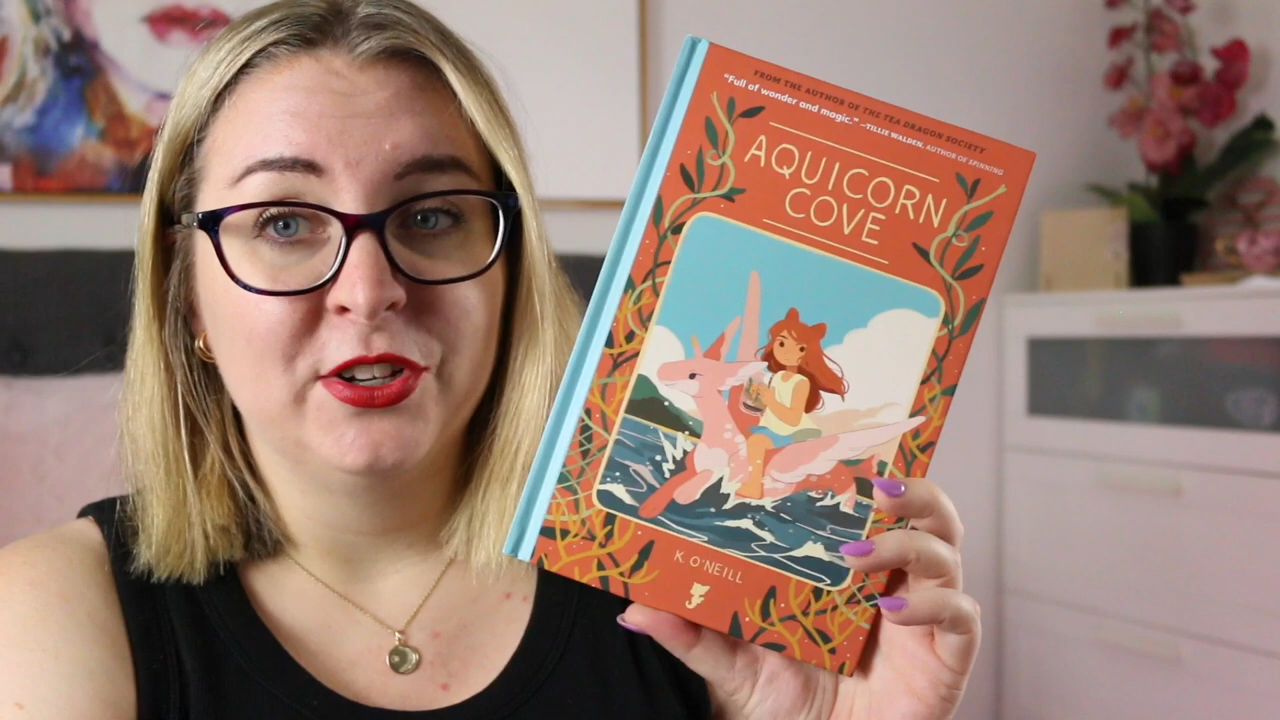 FROM THE AUTHOR OF THE TEA DRAGON SOCIETY
"Full of wonder and magic." —TILLIE WALDEN, AUTHOR OF SPINNING
AQUICORN
COVE
K. O'NEILL